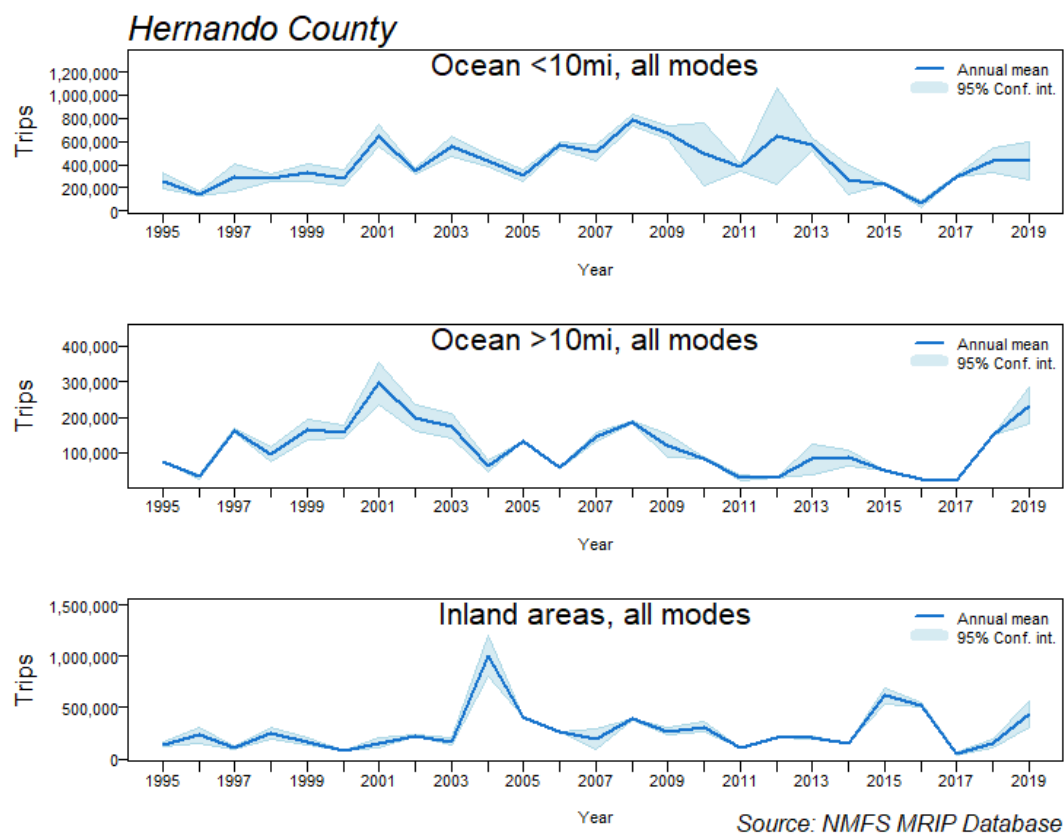 Hernando County
Ocean <10mi, all modes
Annual mean
95% Conf. int.
Trips
1,200,000
1,000,000
800,000
600,000
400,000
200,000
0
1995 1997 1999 2001 2003 2005 2007 2009 2011 2013 2015 2017 2019
Year
Ocean >10mi, all modes
Annual mean
95% Conf. int.
Trips
400,000
300,000
200,000
100,000
1995 1997 1999 2001 2003 2005 2007 2009 2011 2013 2015 2017 2019
Year
Inland areas, all modes
Annual mean
95% Conf. int.
Trips
1,500,000
1,000,000
500,000
0
1995 1997 1999 2001 2003 2005 2007 2009 2011 2013 2015 2017 2019
Year
Source: NMFS MRIP Database